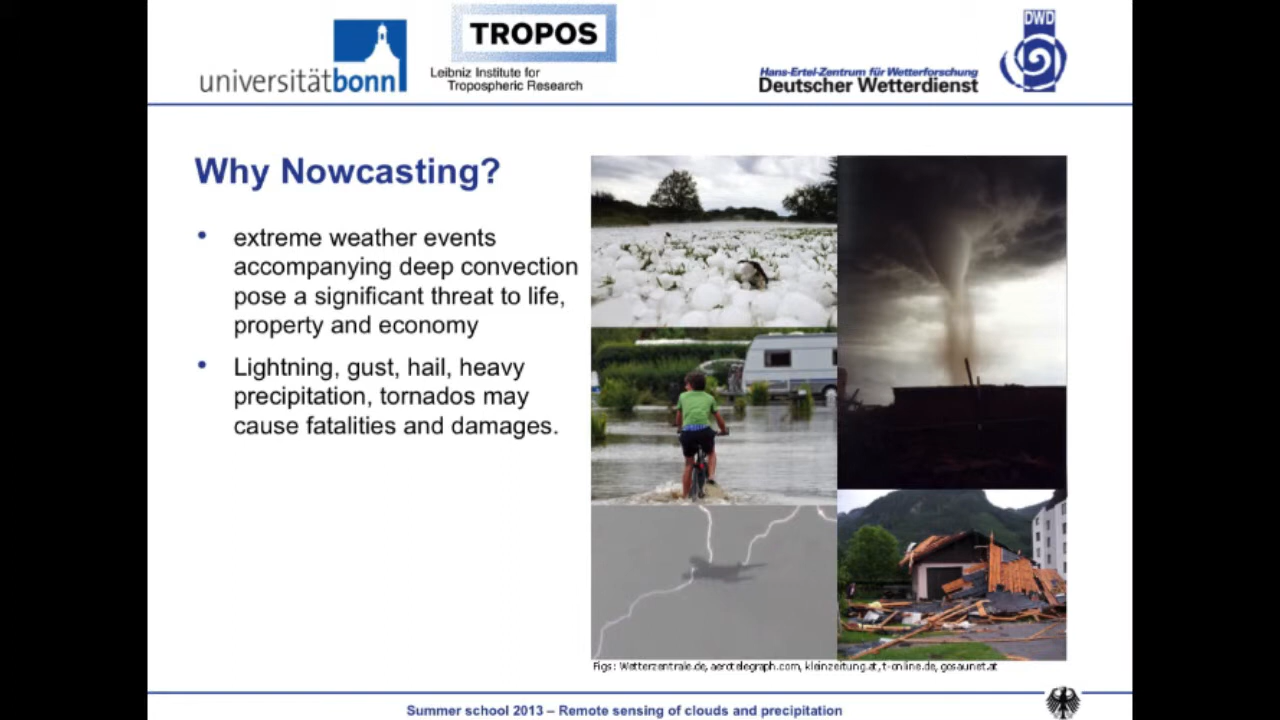 universitätbonn
TROPOS
Leibniz Institute for
Tropospheric Research
Hans-Ertel-Zentrum für Wetterforschung
Deutscher Wetterdienst
DWD
Why Nowcasting?
• extreme weather events
accompanying deep convection
pose a significant threat to life,
property and economy
• Lightning, gust, hail, heavy
precipitation, tornados may
cause fatalities and damages.
Figs: Wetterzentrale.de, aerotelegraph.com, kleinzeitung.at, t-online.de, gosaunet.at
Summer school 2013 – Remote sensing of clouds and precipitation